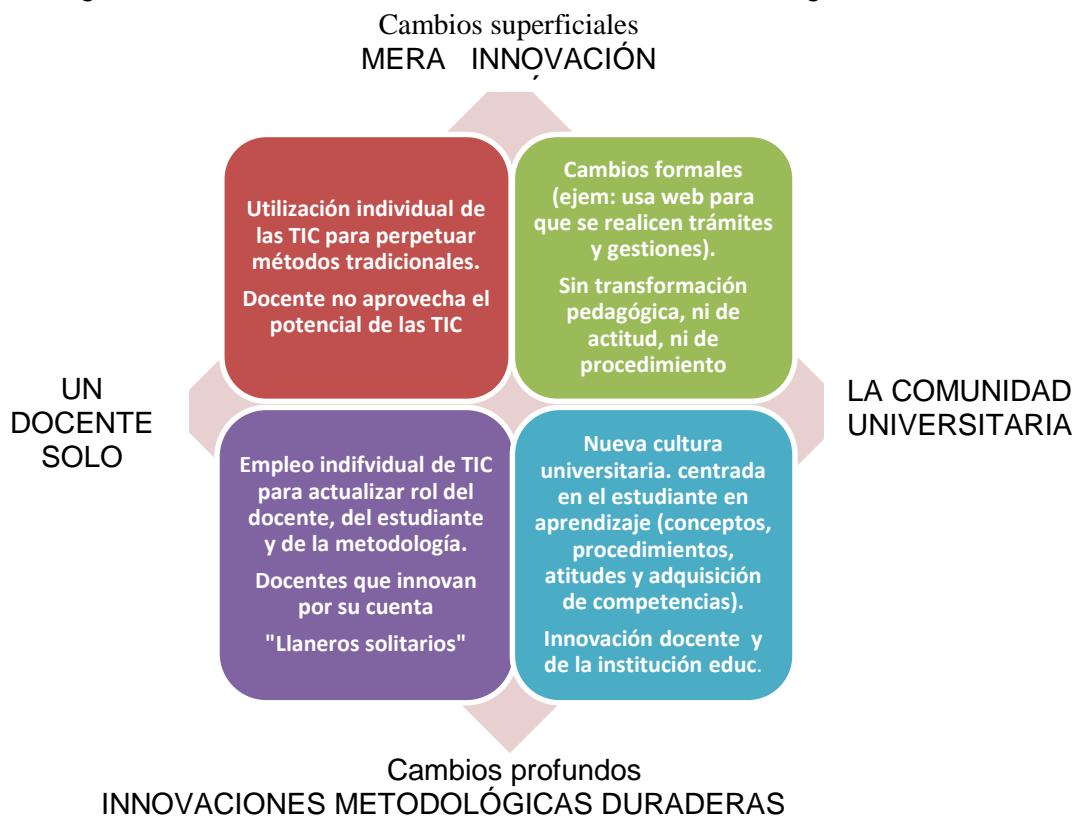 Cambios superficiales
MERA INNOVACIÓN
Utilización individual de
las TIC para perpetuar
métodos tradicionales.
Docente no aprovecha el
potencial de las TIC
Cambios formales
(ejem: usa web para
que se realicen trámites
y gestiones).
Sin transformación
pedagógica, ni de
actitud, ni de
procedimiento
UN
DOCENTE
SOLO
LA COMUNIDAD
UNIVERSITARIA
Empleo indifvidual de TIC
para actualizar rol del
docente, del estudiante
y de la metodología.
Docentes que innovan
por su cuenta
"Llaneros solitarios"
Nueva cultura
universitaria. centrada
en el estudiante en
aprendizaje (conceptos,
procedimientos,
atitudes y adquisición
de competencias).
Innovación docente y
de la institución educ.
Cambios profundos
INNOVACIONES METODOLÓGICAS DURADERAS